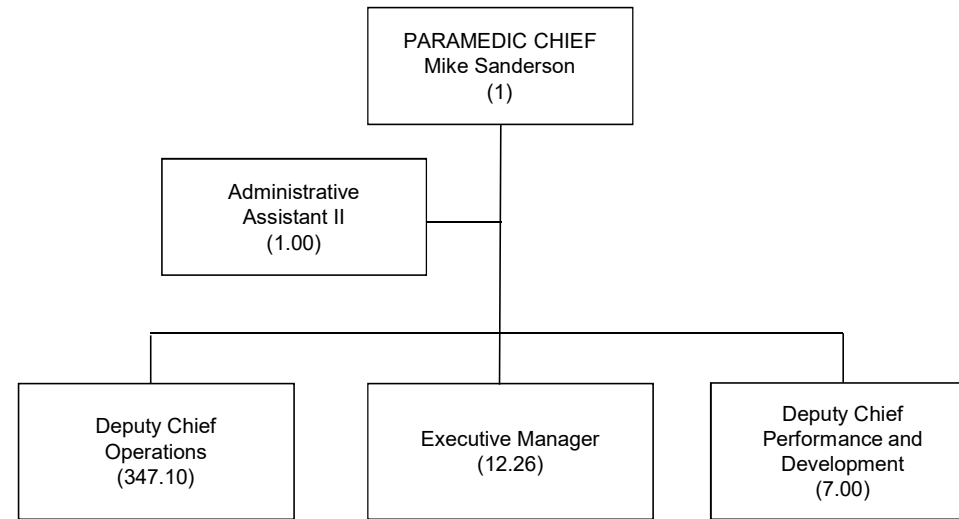 PARAMEDIC CHIEF
Mike Sanderson
(1)
Administrative
Assistant II
(1.00)
Deputy Chief
Operations
(347.10)
Executive Manager
(12.26)
Deputy Chief
Performance and
Development
(7.00)